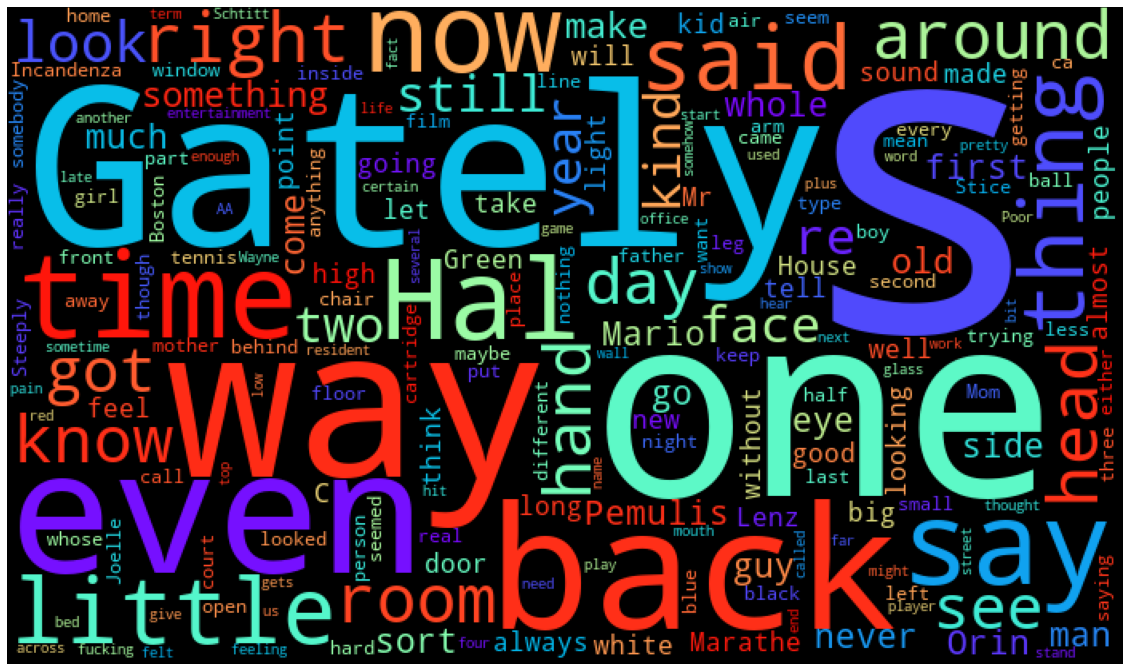 home term Schtitt
look right now make kid air seem
fact will said around
Incandenza window inside line sound made ca
something still kind whole thing getting
another entertainment life film start
somebody much point year light arm came every
late part enough going used mean word pretty
really girl Boston AA come anything certain let take Mr somehow first people
Gately S
game office plus type Stice ball
several want leg re boy Poor
front tennis Wayne high Green father show House old
though chair place nothing day tell second almost
time Hal hear bit less
away two Mario face trying
Steeply sometime mother behind resident cartridge maybe wall keep next well work
pain got low floor put hand go glass head
red feel different new half Mom either
way one
know think night eye good side looking three
call top hit name without last
even C long Pemulis Lenz big small thought
whose looked person seemed real mouth called far street say
Joelle door guy
court gets need play blue black might saying
little room back left see
give open us end player
bed hard sort always white Marathe never Orin man
across fucking felt feeling four stand